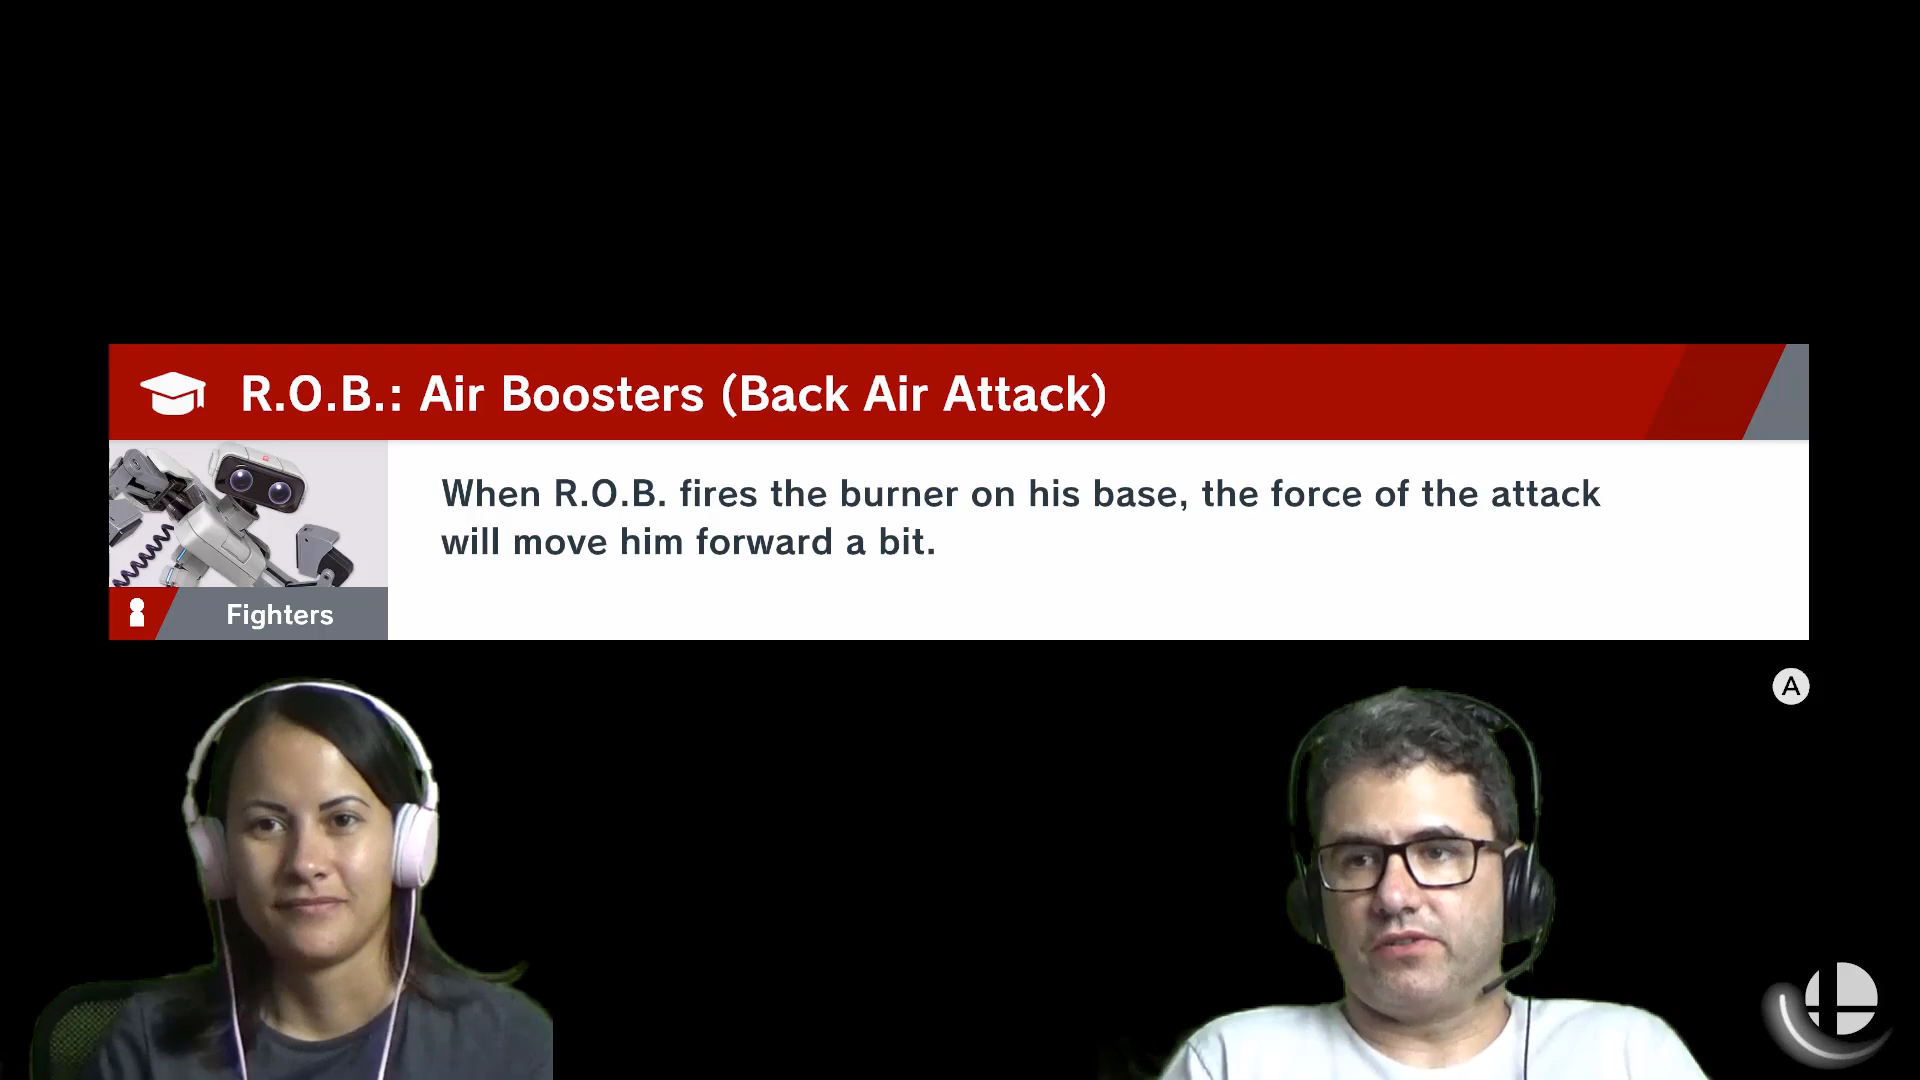 R.O.B.: Air Boosters (Back Air Attack)
When R.O.B. fires the burner on his base, the force of the attack
will move him forward a bit.
Fighters
A